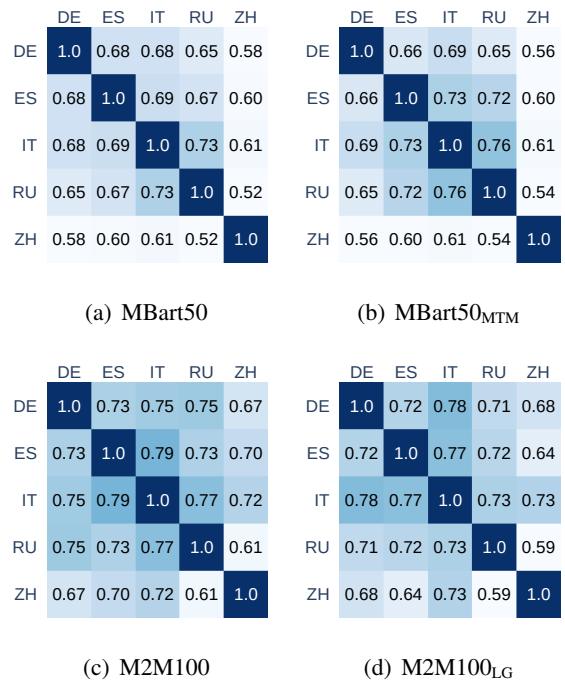 DE ES IT RU ZH
DE 1.0 0.68 0.68 0.65 0.58
ES 0.68 1.0 0.69 0.67 0.60
IT 0.68 0.69 1.0 0.73 0.61
RU 0.65 0.67 0.73 1.0 0.52
ZH 0.58 0.60 0.61 0.52 1.0
(a) MBart50
DE ES IT RU ZH
DE 1.0 0.66 0.69 0.65 0.56
ES 0.66 1.0 0.73 0.72 0.60
IT 0.69 0.73 1.0 0.76 0.61
RU 0.65 0.72 0.76 1.0 0.54
ZH 0.56 0.60 0.61 0.54 1.0
(b) MBart50MTM
DE ES IT RU ZH
DE 1.0 0.73 0.75 0.75 0.67
ES 0.73 1.0 0.79 0.73 0.70
IT 0.75 0.79 1.0 0.77 0.72
RU 0.75 0.73 0.77 1.0 0.61
ZH 0.67 0.70 0.72 0.61 1.0
(c) M2M100
DE ES IT RU ZH
DE 1.0 0.72 0.78 0.71 0.68
ES 0.72 1.0 0.77 0.72 0.64
IT 0.78 0.77 1.0 0.73 0.73
RU 0.71 0.72 0.73 1.0 0.59
ZH 0.68 0.64 0.73 0.59 1.0
(d) M2M100LG